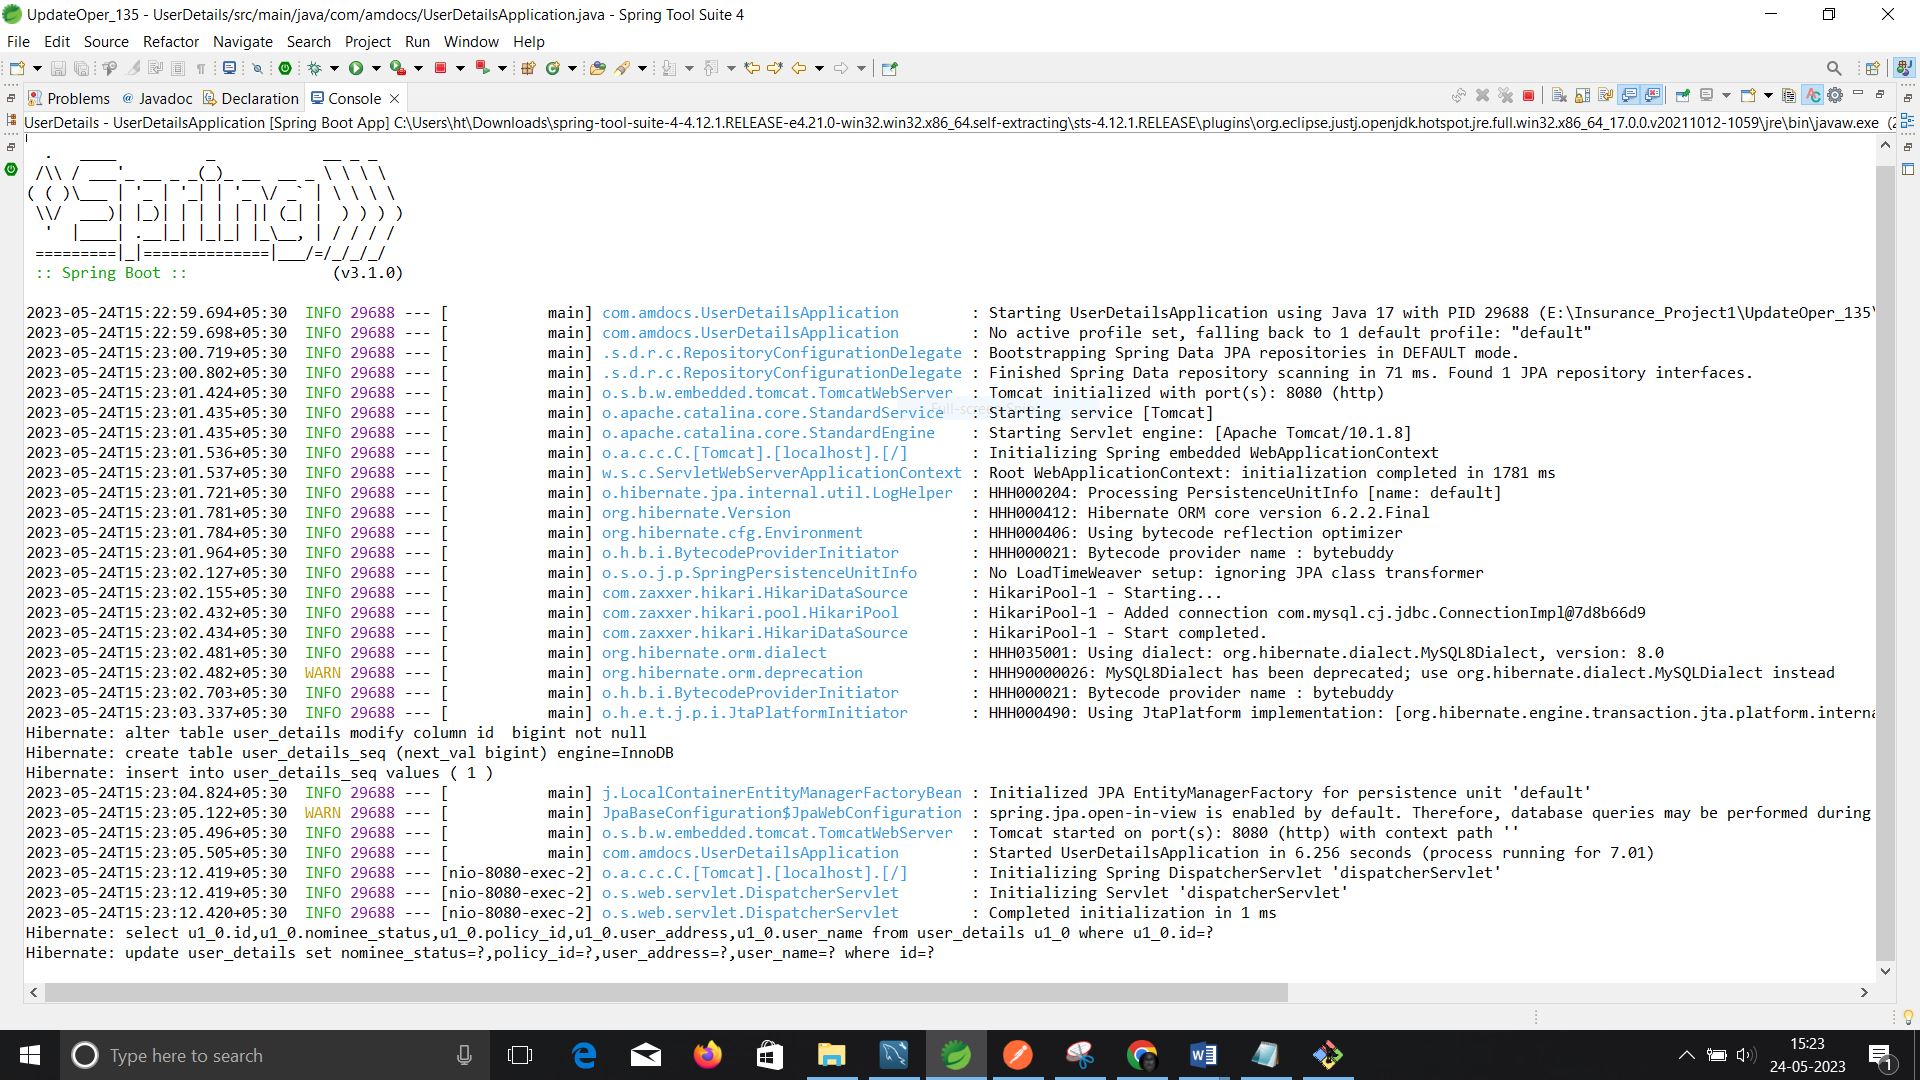 UpdateOper_135 - UserDetails/src/main/java/com/amdocs/UserDetailsApplication.java - Spring Tool Suite 4
File Edit Source Refactor Navigate Search Project Run Window Help
Problems @ Javadoc Declaration Console
UserDetails - UserDetailsApplication [Spring Boot App] C:\Users\ht\Downloads\spring-tool-suite-4-4.12.1.RELEASE-e4.21.0-win32.win32.x86_64.self-extracting\sts-4.12.1.RELEASE\plugins\org.eclipse.justj.openjdk.hotspot.jre.full.win32.x86_64_17.0.0.v20211012-1059\jre\bin\javaw.exe (2
Spring
:: Spring Boot :: (v3.1.0)
2023-05-24T15:22:59.694+05:30 INFO 29688 --- [ main] com.amdocs.UserDetailsApplication : Starting UserDetailsApplication using Java 17 with PID 29688 (E:\Insurance_Project1\UpdateOper_135\
2023-05-24T15:22:59.698+05:30 INFO 29688 --- [ main] com.amdocs.UserDetailsApplication : No active profile set, falling back to 1 default profile: "default"
2023-05-24T15:23:00.719+05:30 INFO 29688 --- [ main] .s.d.r.c.RepositoryConfigurationDelegate : Bootstrapping Spring Data JPA repositories in DEFAULT mode.
2023-05-24T15:23:00.802+05:30 INFO 29688 --- [ main] .s.d.r.c.RepositoryConfigurationDelegate : Finished Spring Data repository scanning in 71 ms. Found 1 JPA repository interfaces.
2023-05-24T15:23:01.424+05:30 INFO 29688 --- [ main] o.s.b.w.embedded.tomcat.TomcatWebServer : Tomcat initialized with port(s): 8080 (http)
2023-05-24T15:23:01.435+05:30 INFO 29688 --- [ main] o.apache.catalina.core.StandardService : Starting service [Tomcat]
2023-05-24T15:23:01.435+05:30 INFO 29688 --- [ main] o.apache.catalina.core.StandardEngine : Starting Servlet engine: [Apache Tomcat/10.1.8]
2023-05-24T15:23:01.536+05:30 INFO 29688 --- [ main] o.a.c.c.C.[Tomcat].[localhost].[/] : Initializing Spring embedded WebApplicationContext
2023-05-24T15:23:01.537+05:30 INFO 29688 --- [ main] w.s.c.ServletWebServerApplicationContext : Root WebApplicationContext: initialization completed in 1781 ms
2023-05-24T15:23:01.721+05:30 INFO 29688 --- [ main] o.hibernate.jpa.internal.util.LogHelper : HHH000204: Processing PersistenceUnitInfo [name: default]
2023-05-24T15:23:01.781+05:30 INFO 29688 --- [ main] org.hibernate.Version : HHH000412: Hibernate ORM core version 6.2.2.Final
2023-05-24T15:23:01.784+05:30 INFO 29688 --- [ main] org.hibernate.cfg.Environment : HHH000406: Using bytecode reflection optimizer
2023-05-24T15:23:01.964+05:30 INFO 29688 --- [ main] o.h.b.i.BytecodeProviderInitiator : HHH000021: Bytecode provider name : bytebuddy
2023-05-24T15:23:02.127+05:30 INFO 29688 --- [ main] o.s.o.j.p.SpringPersistenceUnitInfo : No LoadTimeWeaver setup: ignoring JPA class transformer
2023-05-24T15:23:02.155+05:30 INFO 29688 --- [ main] com.zaxxer.hikari.HikariDataSource : HikariPool-1 - Starting...
2023-05-24T15:23:02.432+05:30 INFO 29688 --- [ main] com.zaxxer.hikari.pool.HikariPool : HikariPool-1 - Added connection com.mysql.cj.jdbc.ConnectionImpl@7d8b66d9
2023-05-24T15:23:02.434+05:30 INFO 29688 --- [ main] com.zaxxer.hikari.HikariDataSource : HikariPool-1 - Start completed.
2023-05-24T15:23:02.481+05:30 INFO 29688 --- [ main] org.hibernate.orm.dialect : HHH035001: Using dialect: org.hibernate.dialect.MySQL8Dialect, version: 8.0
2023-05-24T15:23:02.482+05:30 WARN 29688 --- [ main] org.hibernate.orm.deprecation : HHH90000026: MySQL8Dialect has been deprecated; use org.hibernate.dialect.MySQLDialect instead
2023-05-24T15:23:02.703+05:30 INFO 29688 --- [ main] o.h.b.i.BytecodeProviderInitiator : HHH000021: Bytecode provider name : bytebuddy
2023-05-24T15:23:03.337+05:30 INFO 29688 --- [ main] o.h.e.t.j.p.i.JtaPlatformInitiator : HHH000490: Using JtaPlatform implementation: [org.hibernate.engine.transaction.jta.platform.interna
Hibernate: alter table user_details modify column id bigint not null
Hibernate: create table user_details_seq (next_val bigint) engine=InnoDB
Hibernate: insert into user_details_seq values ( 1 )
2023-05-24T15:23:04.824+05:30 INFO 29688 --- [ main] j.LocalContainerEntityManagerFactoryBean : Initialized JPA EntityManagerFactory for persistence unit 'default'
2023-05-24T15:23:05.122+05:30 WARN 29688 --- [ main] JpaBaseConfiguration$JpaWebConfiguration : spring.jpa.open-in-view is enabled by default. Therefore, database queries may be performed during
2023-05-24T15:23:05.496+05:30 INFO 29688 --- [ main] o.s.b.w.embedded.tomcat.TomcatWebServer : Tomcat started on port(s): 8080 (http) with context path ''
2023-05-24T15:23:05.505+05:30 INFO 29688 --- [ main] com.amdocs.UserDetailsApplication : Started UserDetailsApplication in 6.256 seconds (process running for 7.01)
2023-05-24T15:23:12.419+05:30 INFO 29688 --- [nio-8080-exec-2] o.a.c.c.C.[Tomcat].[localhost].[/] : Initializing Spring DispatcherServlet 'dispatcherServlet'
2023-05-24T15:23:12.419+05:30 INFO 29688 --- [nio-8080-exec-2] o.s.web.servlet.DispatcherServlet : Initializing Servlet 'dispatcherServlet'
2023-05-24T15:23:12.420+05:30 INFO 29688 --- [nio-8080-exec-2] o.s.web.servlet.DispatcherServlet : Completed initialization in 1 ms
Hibernate: select u1_0.id,u1_0.nominee_status,u1_0.policy_id,u1_0.user_address,u1_0.user_name from user_details u1_0 where u1_0.id=?
Hibernate: update user_details set nominee_status=?,policy_id=?,user_address=?,user_name=? where id=?
Type here to search
15:23
24-05-2023
1